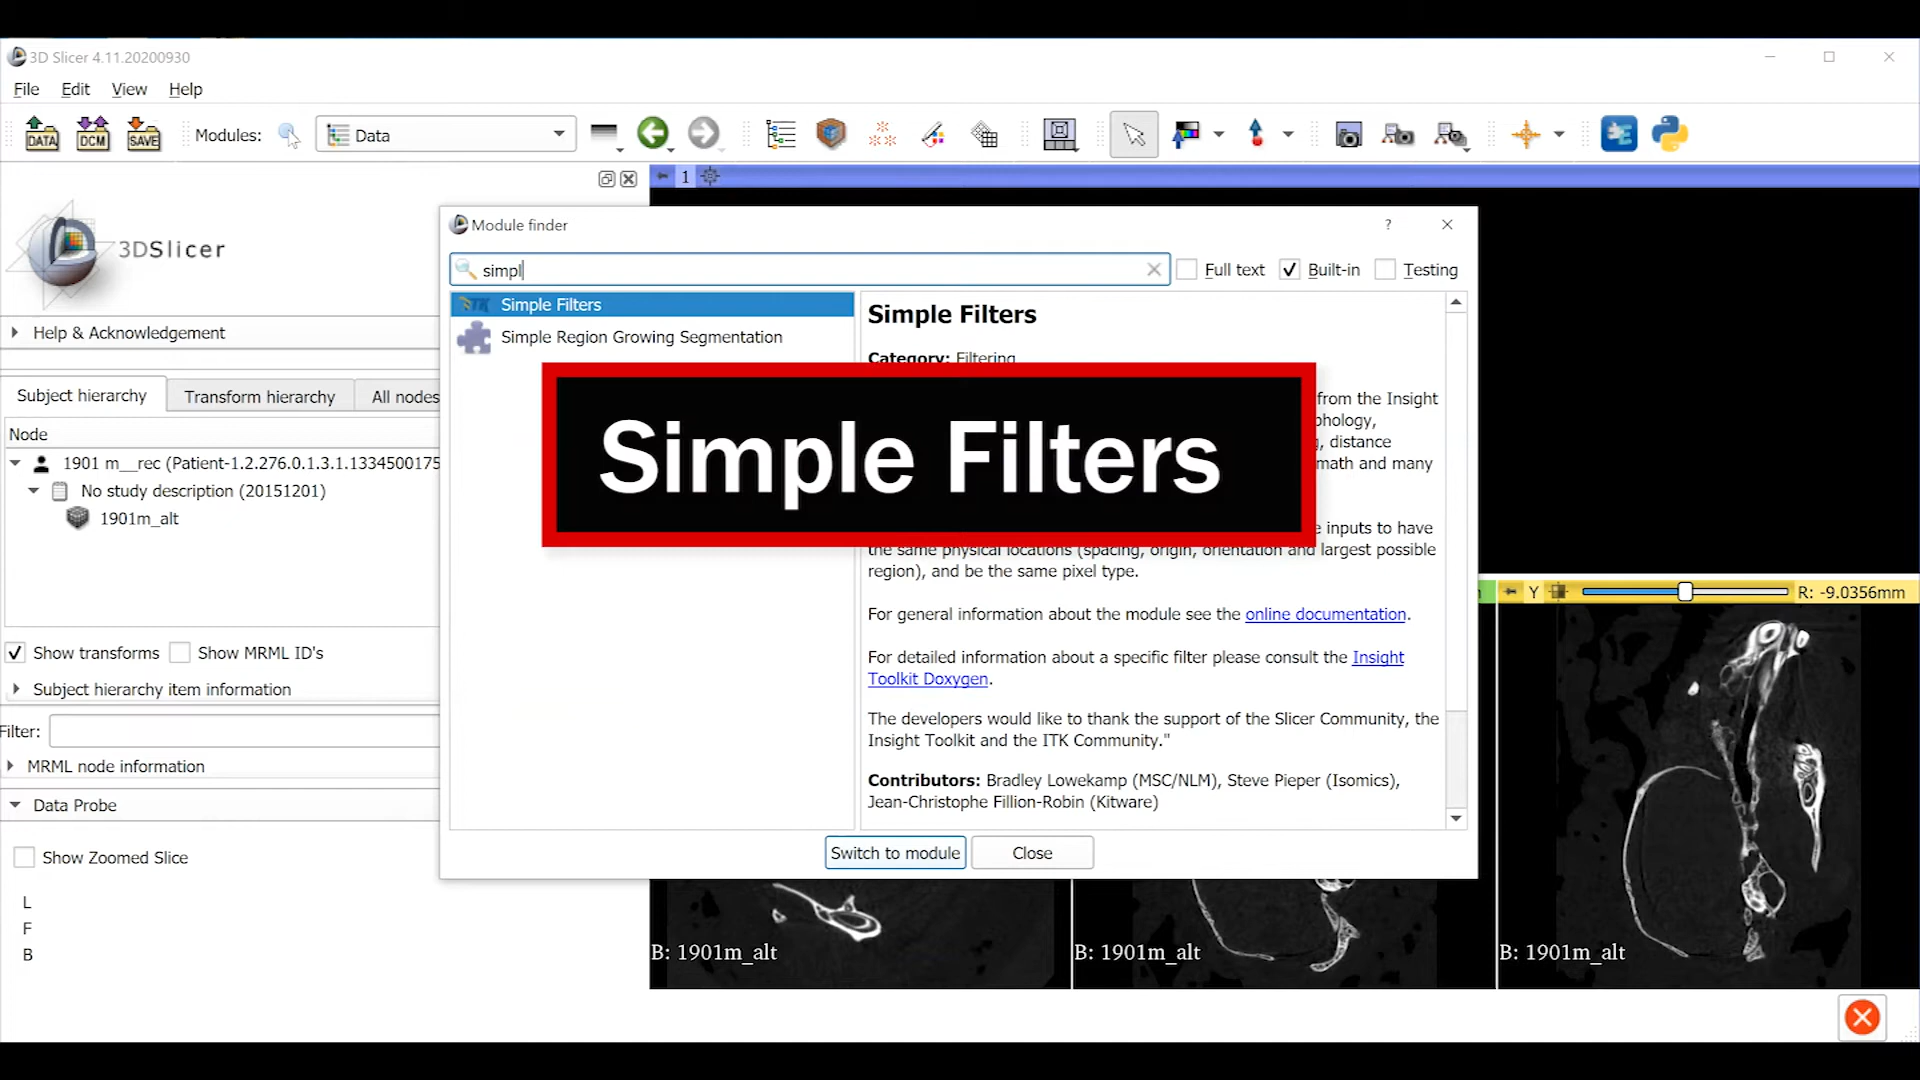 3D Slicer 4.11.20200930
File Edit View Help
DATA DCM SAVE Modules: Data
1
3DSlicer
Help & Acknowledgement
Subject hierarchy Transform hierarchy All nodes
Node
1901 m__rec (Patient-1.2.276.0.1.3.1.1334500175
No study description (20151201)
1901m_alt
Show transforms Show MRML ID's
Subject hierarchy item information
Filter:
MRML node information
Data Probe
Show Zoomed Slice
L
F
B
Module finder ?
simpl Full text Built-in Testing
Simple Filters
Simple Region Growing Segmentation
Simple Filters
Category: Filtering
from the Insight
phology,
, distance
math and many
Simple Filters
inputs to have
the same physical locations (spacing, origin, orientation and largest possible
region), and be the same pixel type.
For general information about the module see the online documentation.
For detailed information about a specific filter please consult the Insight
Toolkit Doxygen.
The developers would like to thank the support of the Slicer Community, the
Insight Toolkit and the ITK Community."
Contributors: Bradley Lowekamp (MSC/NLM), Steve Pieper (Isomics),
Jean-Christophe Fillion-Robin (Kitware)
Switch to module Close
Y R: -9.0356mm
B: 1901m_alt
B: 1901m_alt
B: 1901m_alt